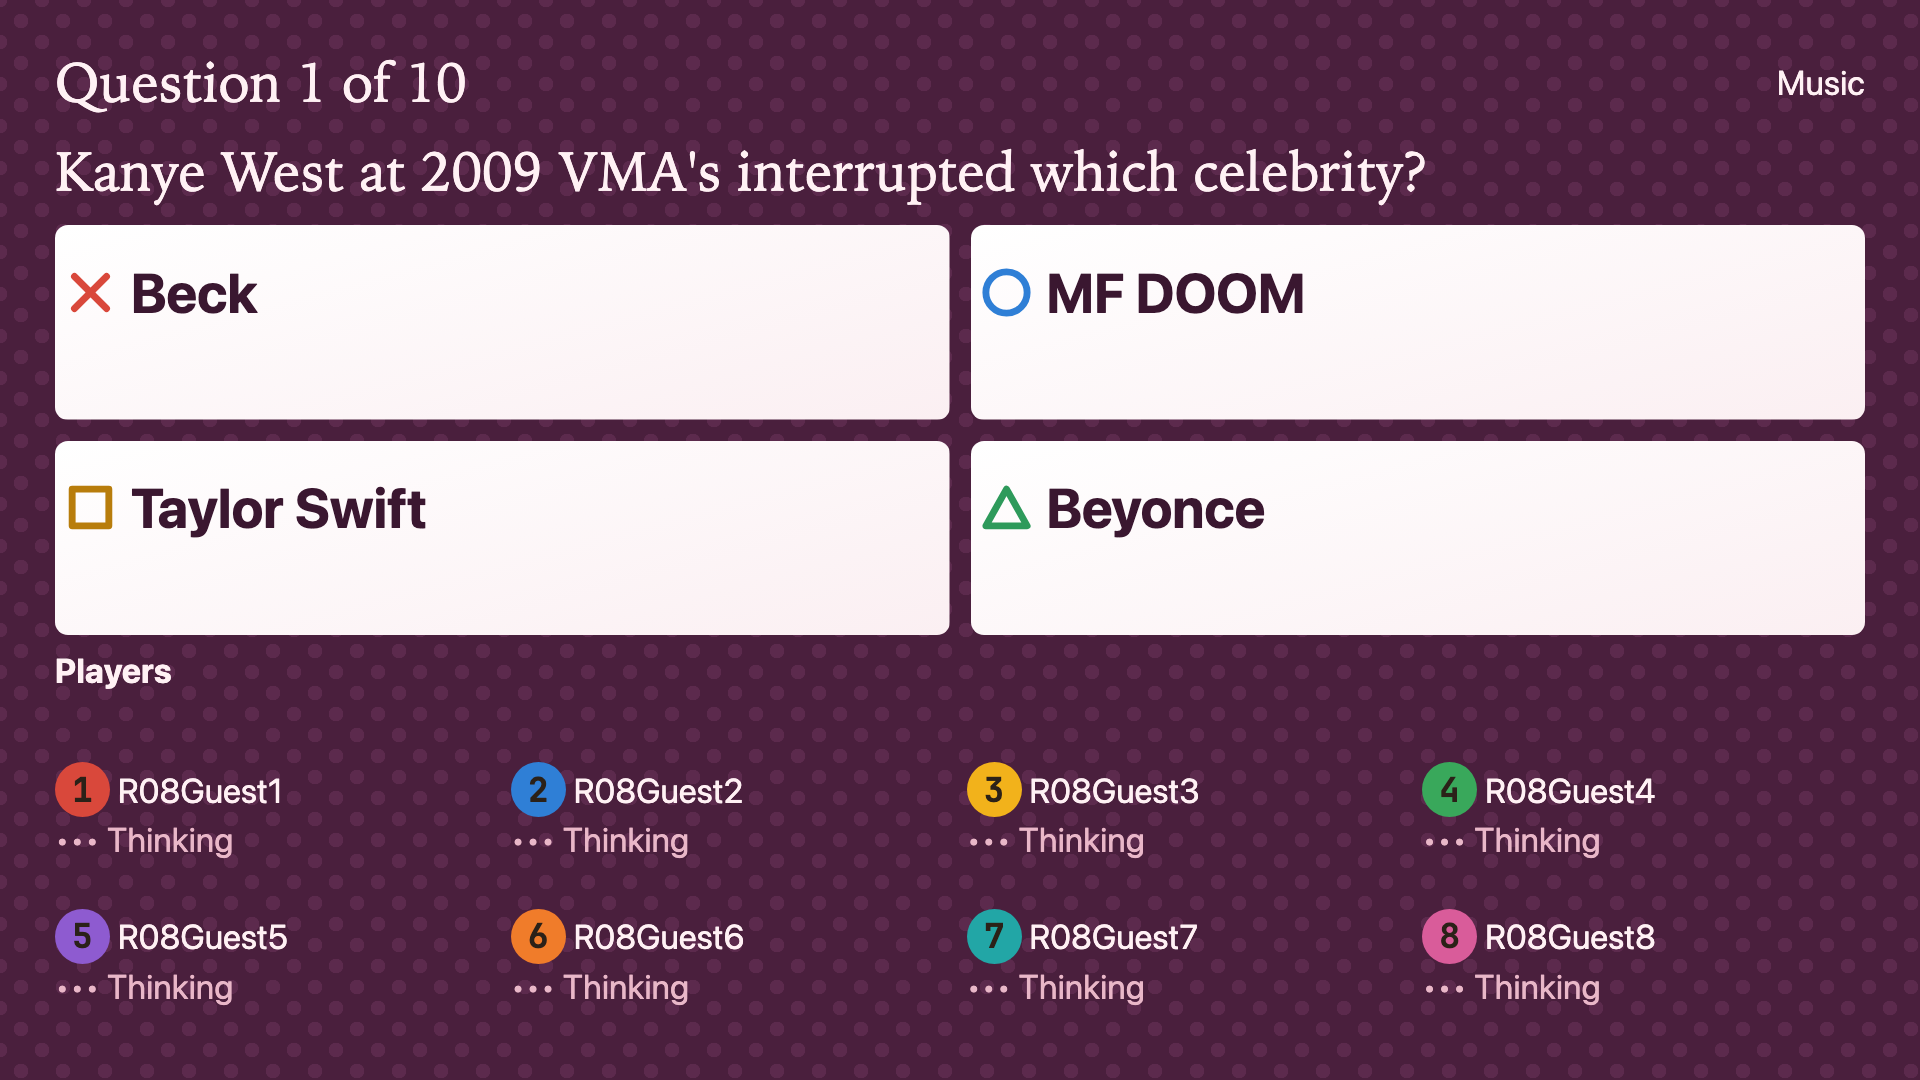 Question 1 of 10
Music
Kanye West at 2009 VMA's interrupted which celebrity?
Beck
MF DOOM
Taylor Swift
Beyonce
Players
1 R08Guest1
Thinking
2 R08Guest2
Thinking
3 R08Guest3
Thinking
4 R08Guest4
Thinking
5 R08Guest5
Thinking
6 R08Guest6
Thinking
7 R08Guest7
Thinking
8 R08Guest8
Thinking